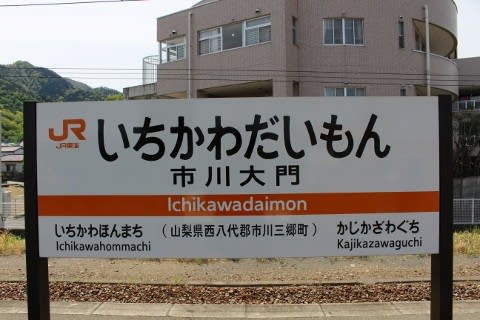 JR
JR東海
いちかわだいもん
市川大門
Ichikawadaimon
いちかわほんまち (山梨県西八代郡市川三郷町) かじかざわぐち
Ichikawahommachi Kajikazawaguchi